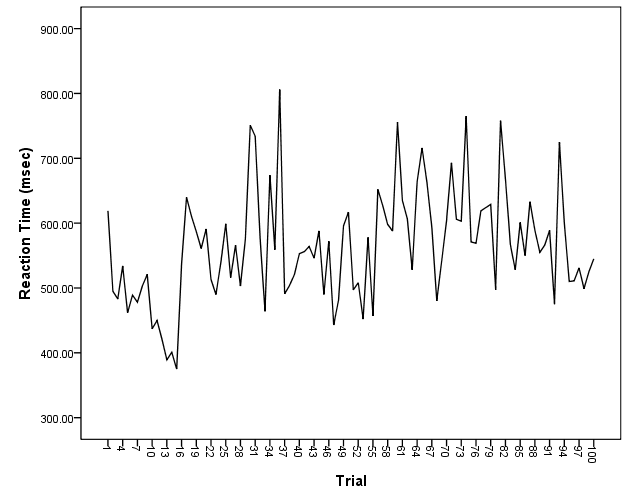 900.00
800.00
700.00
600.00
500.00
400.00
300.00
Reaction Time (msec)
1 4 7 10 13 16 19 22 25 28 31 34 37 40 43 46 49 52 55 58 61 64 67 70 73 76 79 82 85 88 91 94 97 100
Trial